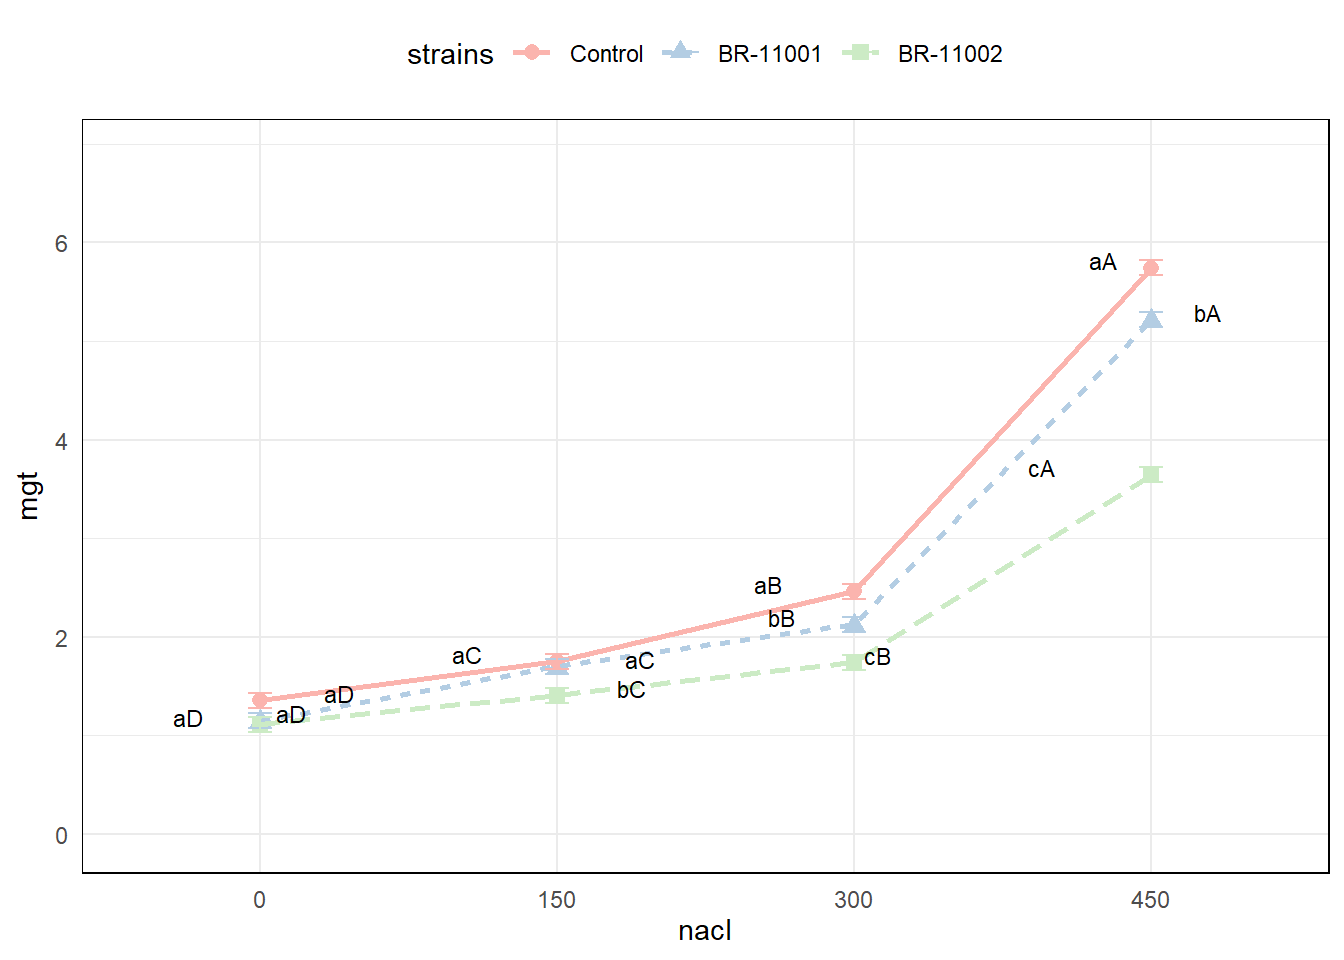 strains Control BR-11001 BR-11002
6
aA
bA
4
mgt
cA
aB
bB
2
aC
aC
cB
bC
aD
aD
aD
0
0 150 300 450
nacl